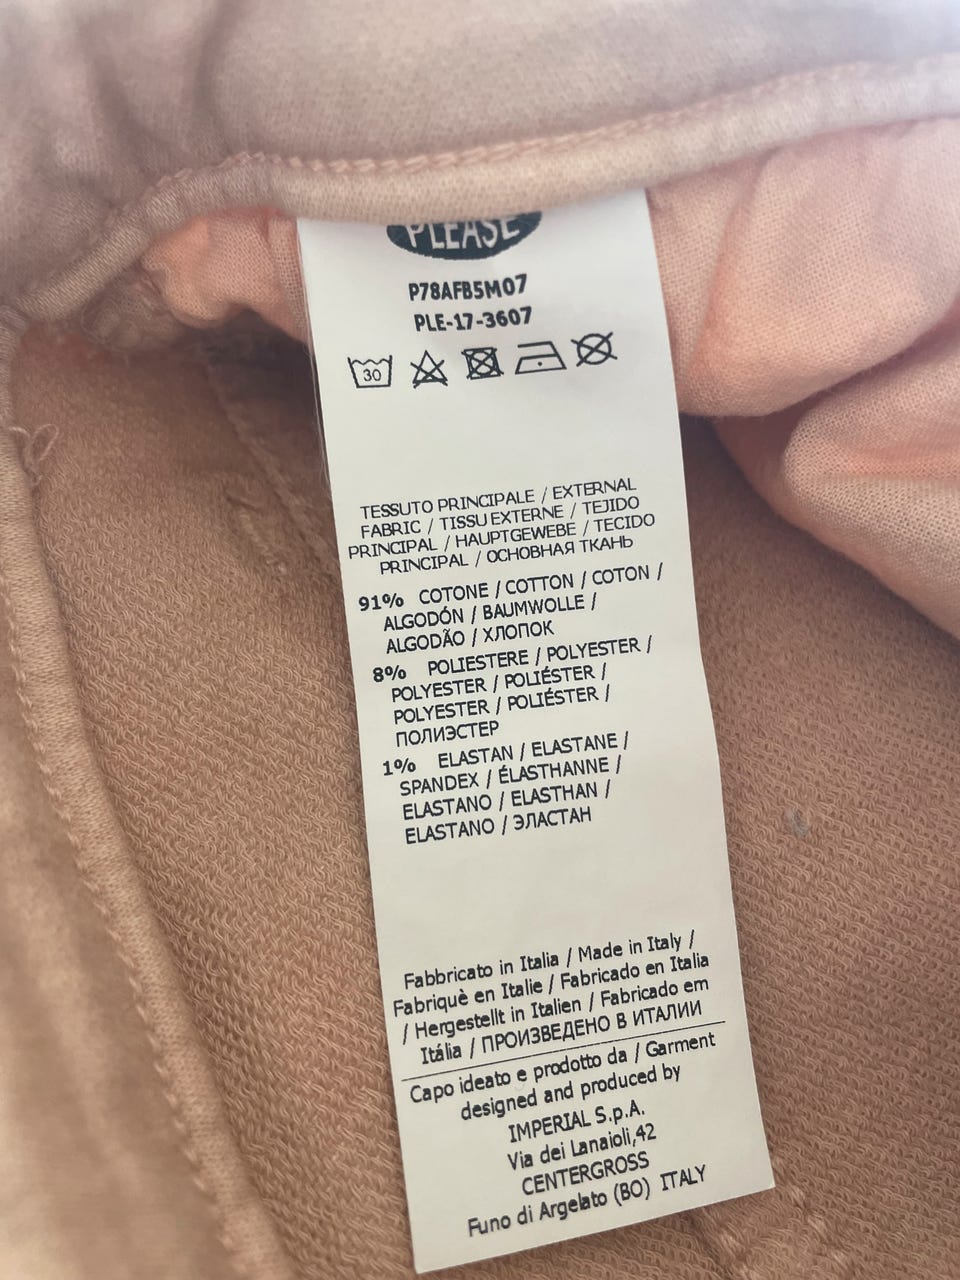 PLEASE
P78AFB5M07
PLE-17-3607
30
TESSUTO PRINCIPALE / EXTERNAL
FABRIC / TISSU EXTERNE / TEJIDO
PRINCIPAL / HAUPTGEWEBE / TECIDO
PRINCIPAL / ОСНОВНАЯ ТКАНЬ
91% COTONE / COTTON / COTON /
ALGODÓN / BAUMWOLLE /
ALGODÃO / ХЛОПОК
8% POLIESTERE / POLYESTER /
POLYESTER / POLIÉSTER /
POLYESTER / POLIÉSTER /
ПОЛИЭСТЕР
1% ELASTAN / ELASTANE /
SPANDEX / ÉLASTHANNE /
ELASTANO / ELASTHAN /
ELASTANO / ЭЛАСТАН
Fabbricato in Italia / Made in Italy /
Fabriquè en Italie / Fabricado en Italia
/ Hergestellt in Italien / Fabricado em
Itália / ПРОИЗВЕДЕНО В ИТАЛИИ
Capo ideato e prodotto da / Garment
designed and produced by
IMPERIAL S.p.A.
Via dei Lanaioli,42
CENTERGROSS
Funo di Argelato (BO) ITALY